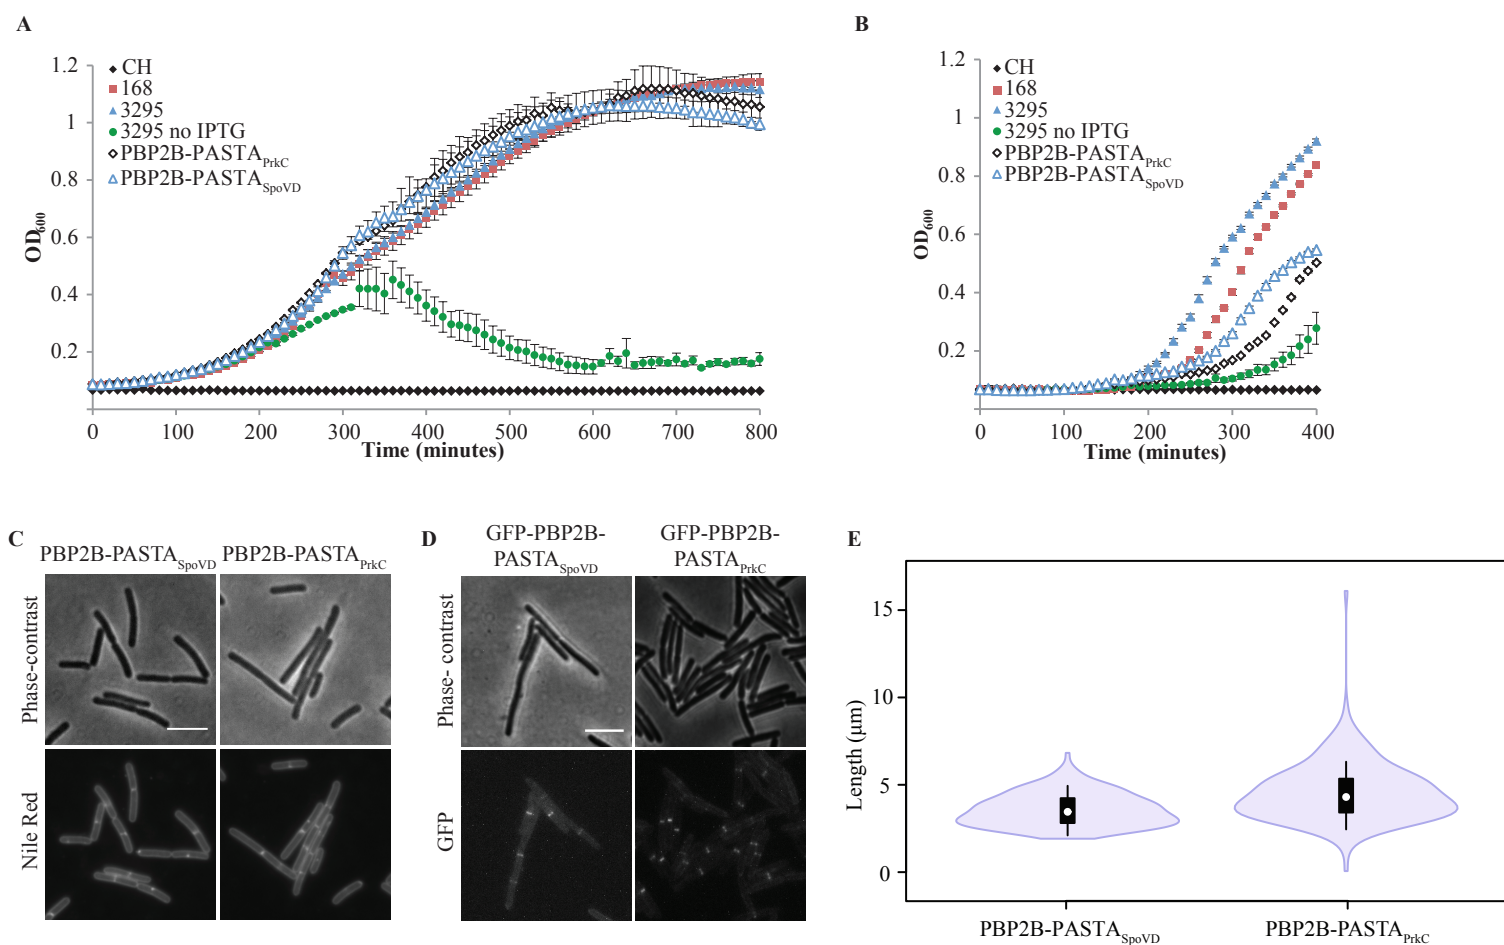 A
1.2
1
0.8
0.6
0.4
0.2
OD600
CH
168
3295
3295 no IPTG
PBP2B-PASTAPrkC
PBP2B-PASTASpoVD
0 100 200 300 400 500 600 700 800
Time (minutes)
B
1.2
1
0.8
0.6
0.4
0.2
OD600
CH
168
3295
3295 no IPTG
PBP2B-PASTAPrkC
PBP2B-PASTASpoVD
0 100 200 300 400
Time (minutes)
C
PBP2B-PASTASpoVD PBP2B-PASTAPrkC
Phase-contrast
Nile Red
D
GFP-PBP2B-
PASTASpoVD
GFP-PBP2B-
PASTAPrkC
Phase- contrast
GFP
E
15
10
5
0
Length (µm)
PBP2B-PASTASpoVD
PBP2B-PASTAPrkC